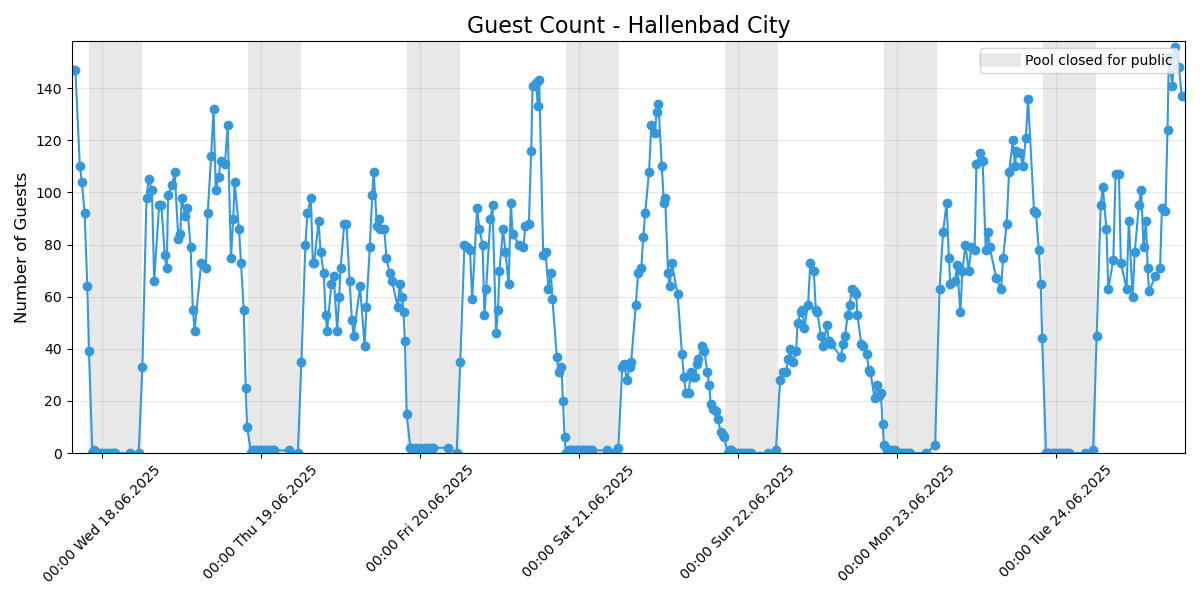 Guest Count - Hallenbad City
Pool closed for public
Number of Guests
140
120
100
80
60
40
20
0
00:00 Wed 18.06.2025
00:00 Thu 19.06.2025
00:00 Fri 20.06.2025
00:00 Sat 21.06.2025
00:00 Sun 22.06.2025
00:00 Mon 23.06.2025
00:00 Tue 24.06.2025